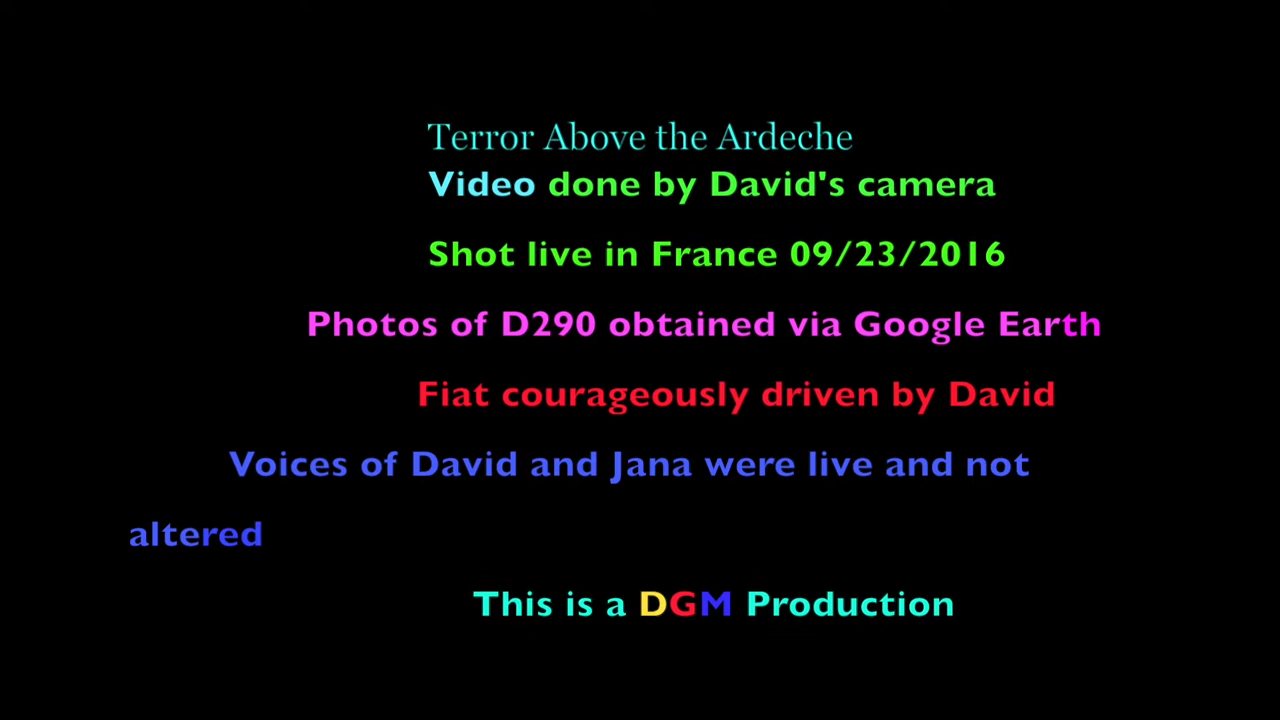 Terror Above the Ardeche
Video done by David's camera
Shot live in France 09/23/2016
Photos of D290 obtained via Google Earth
Fiat courageously driven by David
Voices of David and Jana were live and not
altered
This is a DGM Production